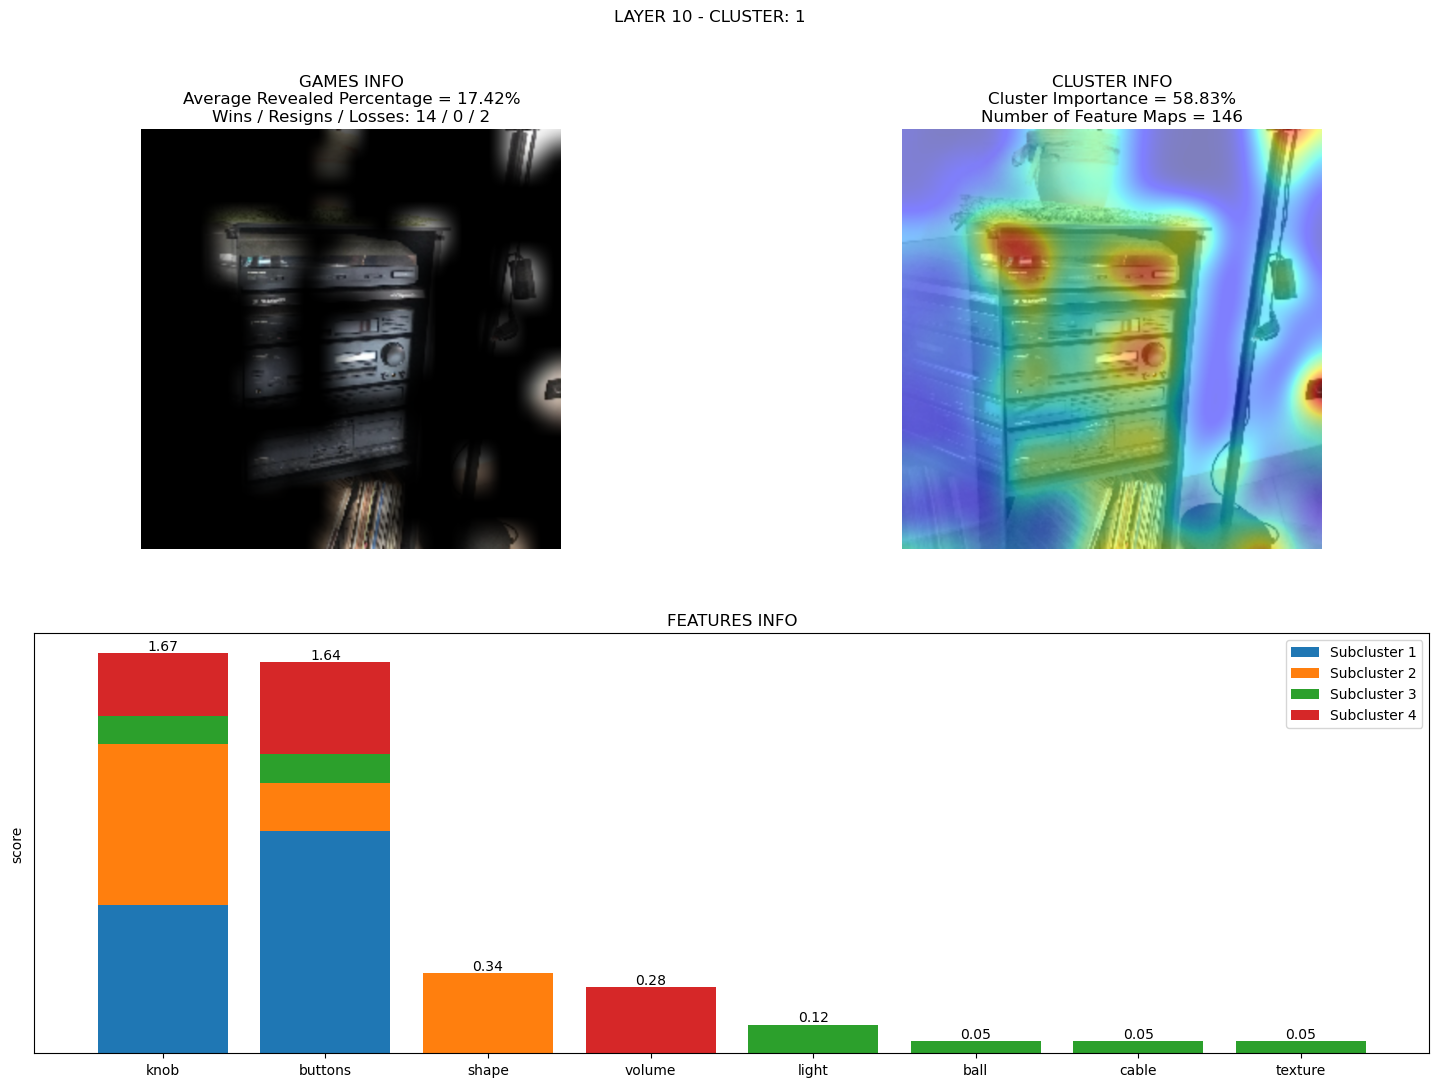 LAYER 10 - CLUSTER: 1
GAMES INFO
Average Revealed Percentage = 17.42%
Wins / Resigns / Losses: 14 / 0 / 2
CLUSTER INFO
Cluster Importance = 58.83%
Number of Feature Maps = 146
FEATURES INFO
score
1.67
1.64
0.34
0.28
0.12
0.05
0.05
0.05
Subcluster 1
Subcluster 2
Subcluster 3
Subcluster 4
knob
buttons
shape
volume
light
ball
cable
texture